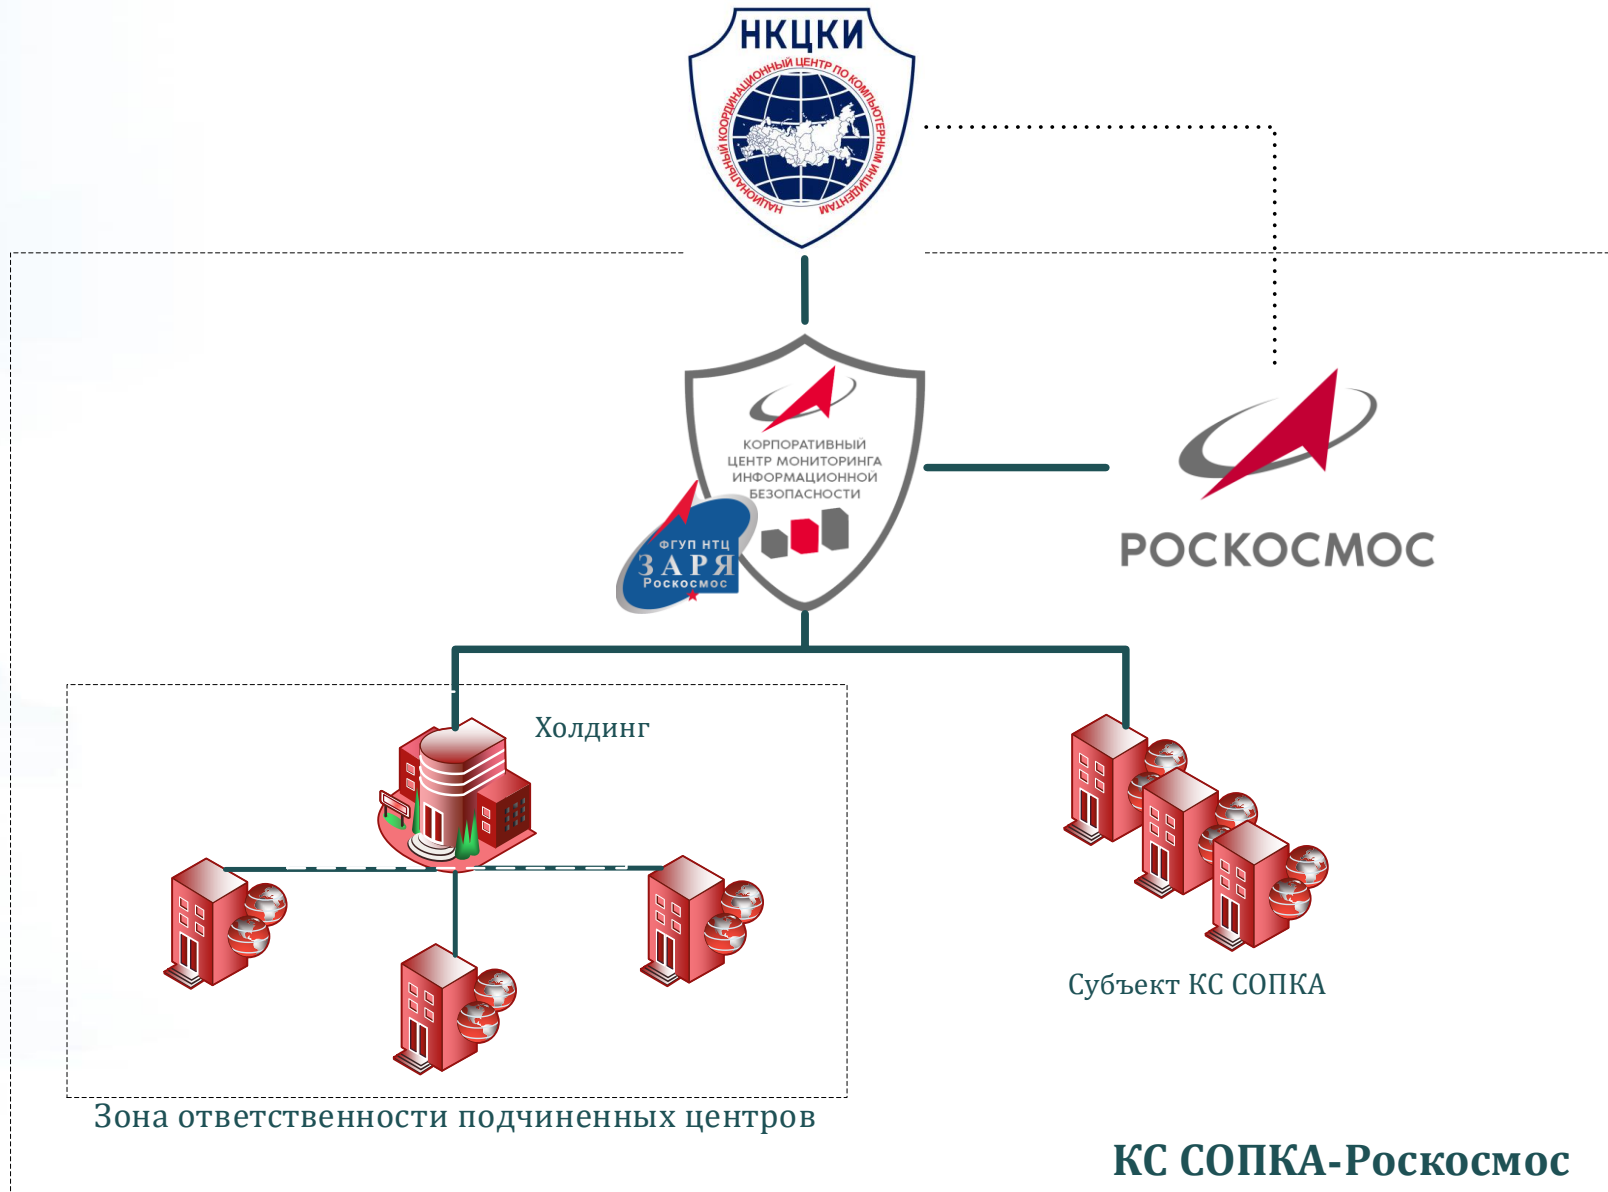 НКЦКИ
НАЦИОНАЛЬНЫЙ КООРДИНАЦИОННЫЙ ЦЕНТР ПО КОМПЬЮТЕРНЫМ ИНЦИДЕНТАМ
КОРПОРАТИВНЫЙ
ЦЕНТР МОНИТОРИНГА
ИНФОРМАЦИОННОЙ
БЕЗОПАСНОСТИ
ФГУП НТЦ
ЗАРЯ
Роскосмос
РОСКОСМОС
Холдинг
Субъект КС СОПКА
Зона ответственности подчиненных центров
КС СОПКА-Роскосмос